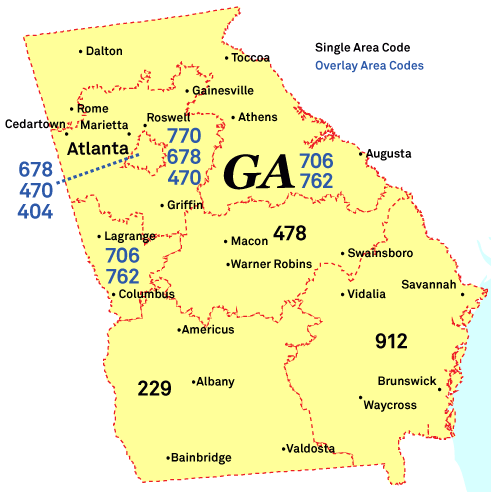 Dalton
Single Area Code
Toccoa
Overlay Area Codes
Gainesville
Rome
Cedartown
Marietta
Roswell
Athens
Atlanta
770
678
470
GA
706
762
Augusta
678
470
404
Griffin
Lagrange
706
762
Columbus
478
Macon
Warner Robins
Swainsboro
Vidalia
Savannah
Americus
912
229
Albany
Brunswick
Waycross
Bainbridge
Valdosta